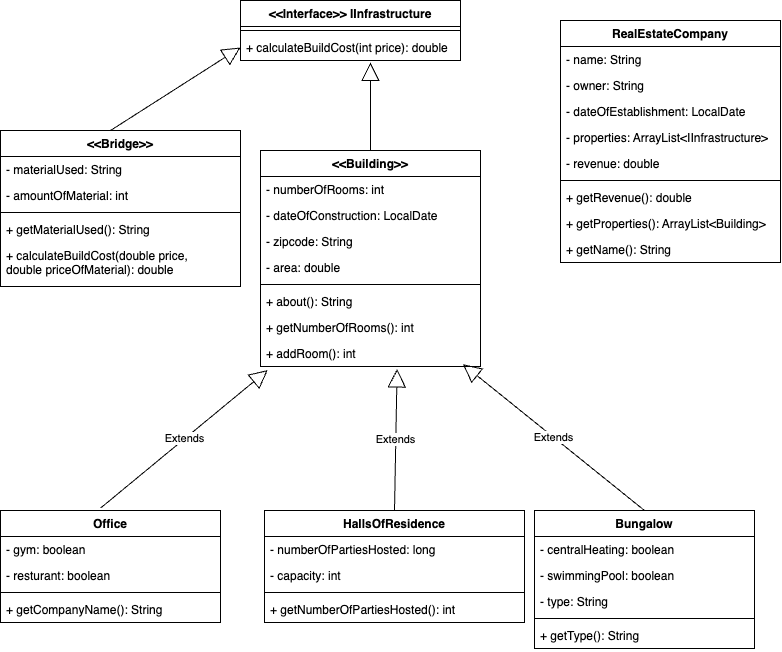 <<Interface>> IInfrastructure
+ calculateBuildCost(int price): double
RealEstateCompany
- name: String
- owner: String
- dateOfEstablishment: LocalDate
- properties: ArrayList<IInfrastructure>
- revenue: double
+ getRevenue(): double
+ getProperties(): ArrayList<Building>
+ getName(): String
<<Bridge>>
- materialUsed: String
- amountOfMaterial: int
+ getMaterialUsed(): String
+ calculateBuildCost(double price,
double priceOfMaterial): double
<<Building>>
- numberOfRooms: int
- dateOfConstruction: LocalDate
- zipcode: String
- area: double
+ about(): String
+ getNumberOfRooms(): int
+ addRoom(): int
Extends
Extends
Extends
Office
- gym: boolean
- resturant: boolean
+ getCompanyName(): String
HallsOfResidence
- numberOfPartiesHosted: long
- capacity: int
+ getNumberOfPartiesHosted(): int
Bungalow
- centralHeating: boolean
- swimmingPool: boolean
- type: String
+ getType(): String